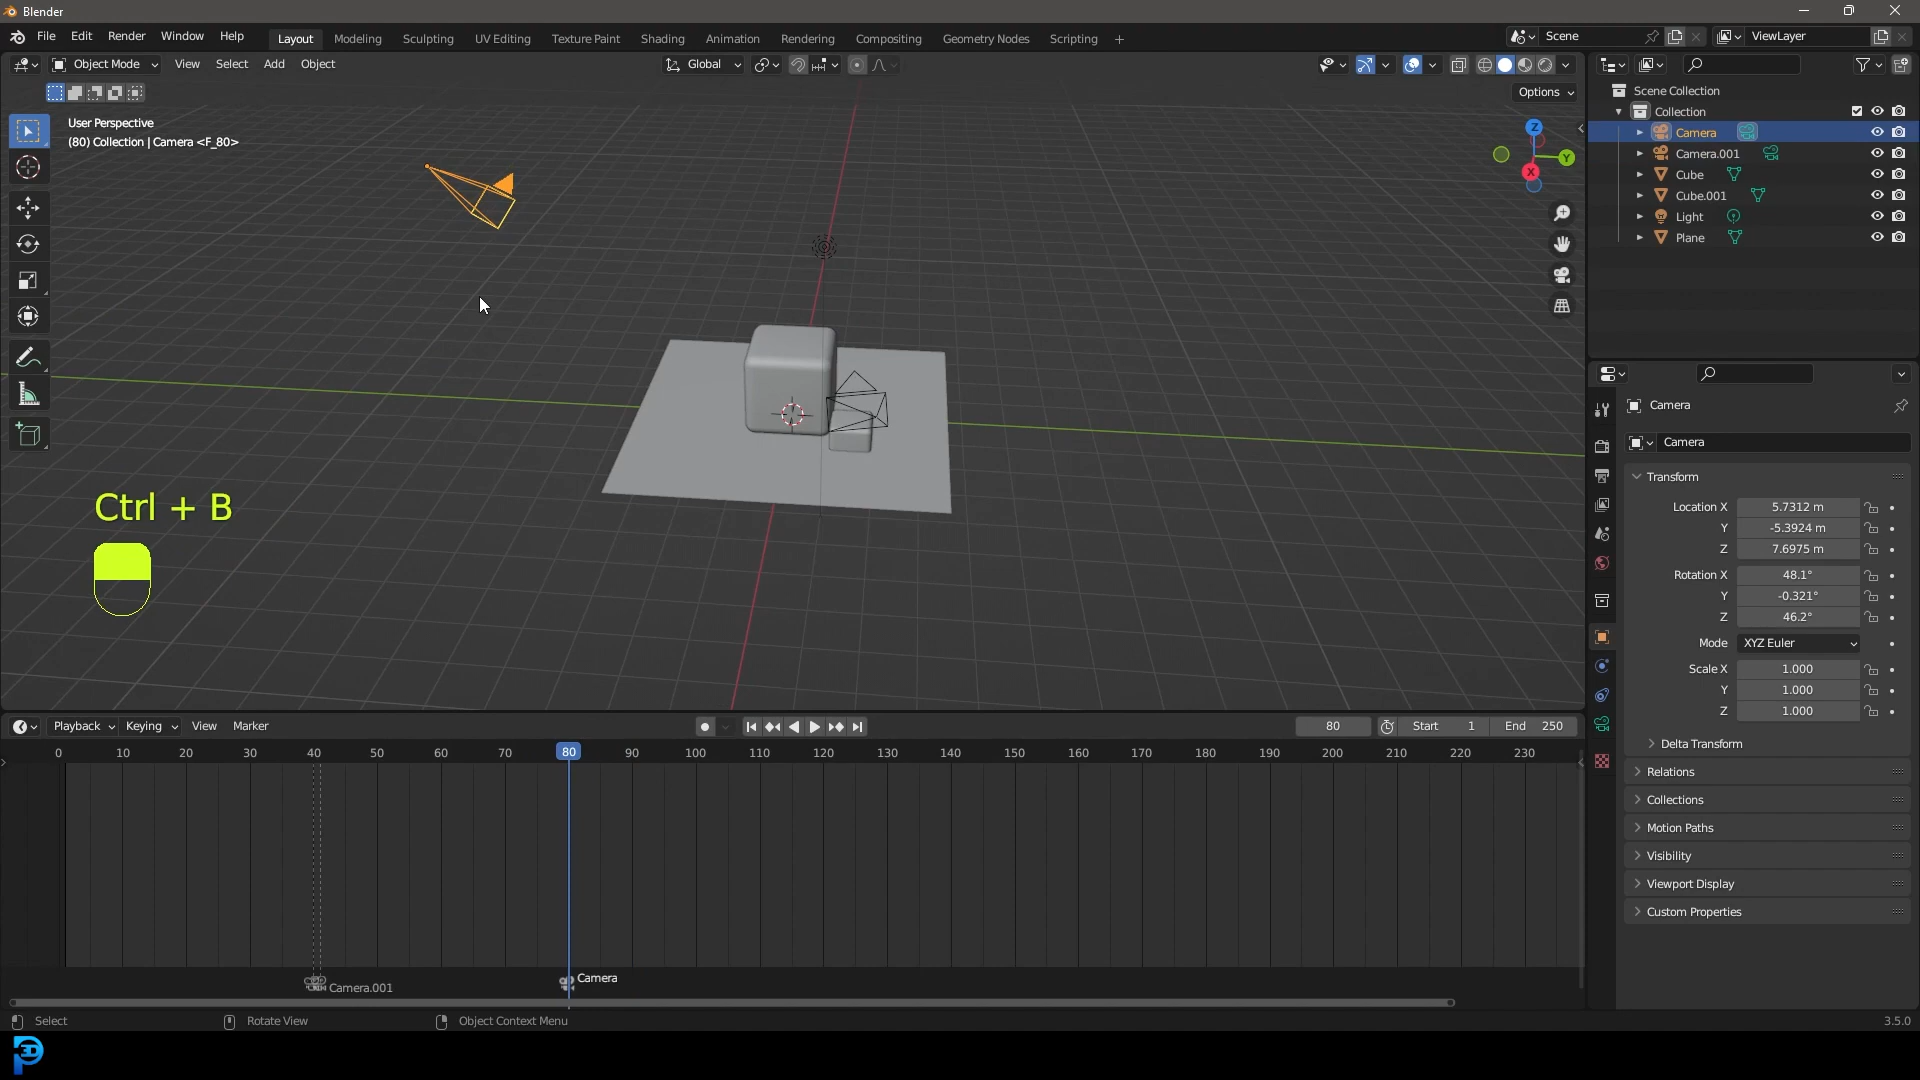 Blender
File Edit Render Window Help Layout Modeling Sculpting UV Editing Texture Paint Shading Animation Rendering Compositing Geometry Nodes Scripting + Scene ViewLayer
Object Mode View Select Add Object Global
Options
User Perspective
(80) Collection | Camera <F_80>
Z
Y
X
Scene Collection
Collection
Camera
Camera.001
Cube
Cube.001
Light
Plane
Ctrl + B
Camera
Camera
Transform
Location X 5.7312 m
Y -5.3924 m
Z 7.6975 m
Rotation X 48.1°
Y -0.321°
Z 46.2°
Mode XYZ Euler
Scale X 1.000
Y 1.000
Z 1.000
Delta Transform
Relations
Collections
Motion Paths
Visibility
Viewport Display
Custom Properties
Playback Keying View Marker 80 Start 1 End 250
0 10 20 30 40 50 60 70 80 90 100 110 120 130 140 150 160 170 180 190 200 210 220 230
Camera
Camera.001
Select Rotate View Object Context Menu 3.5.0